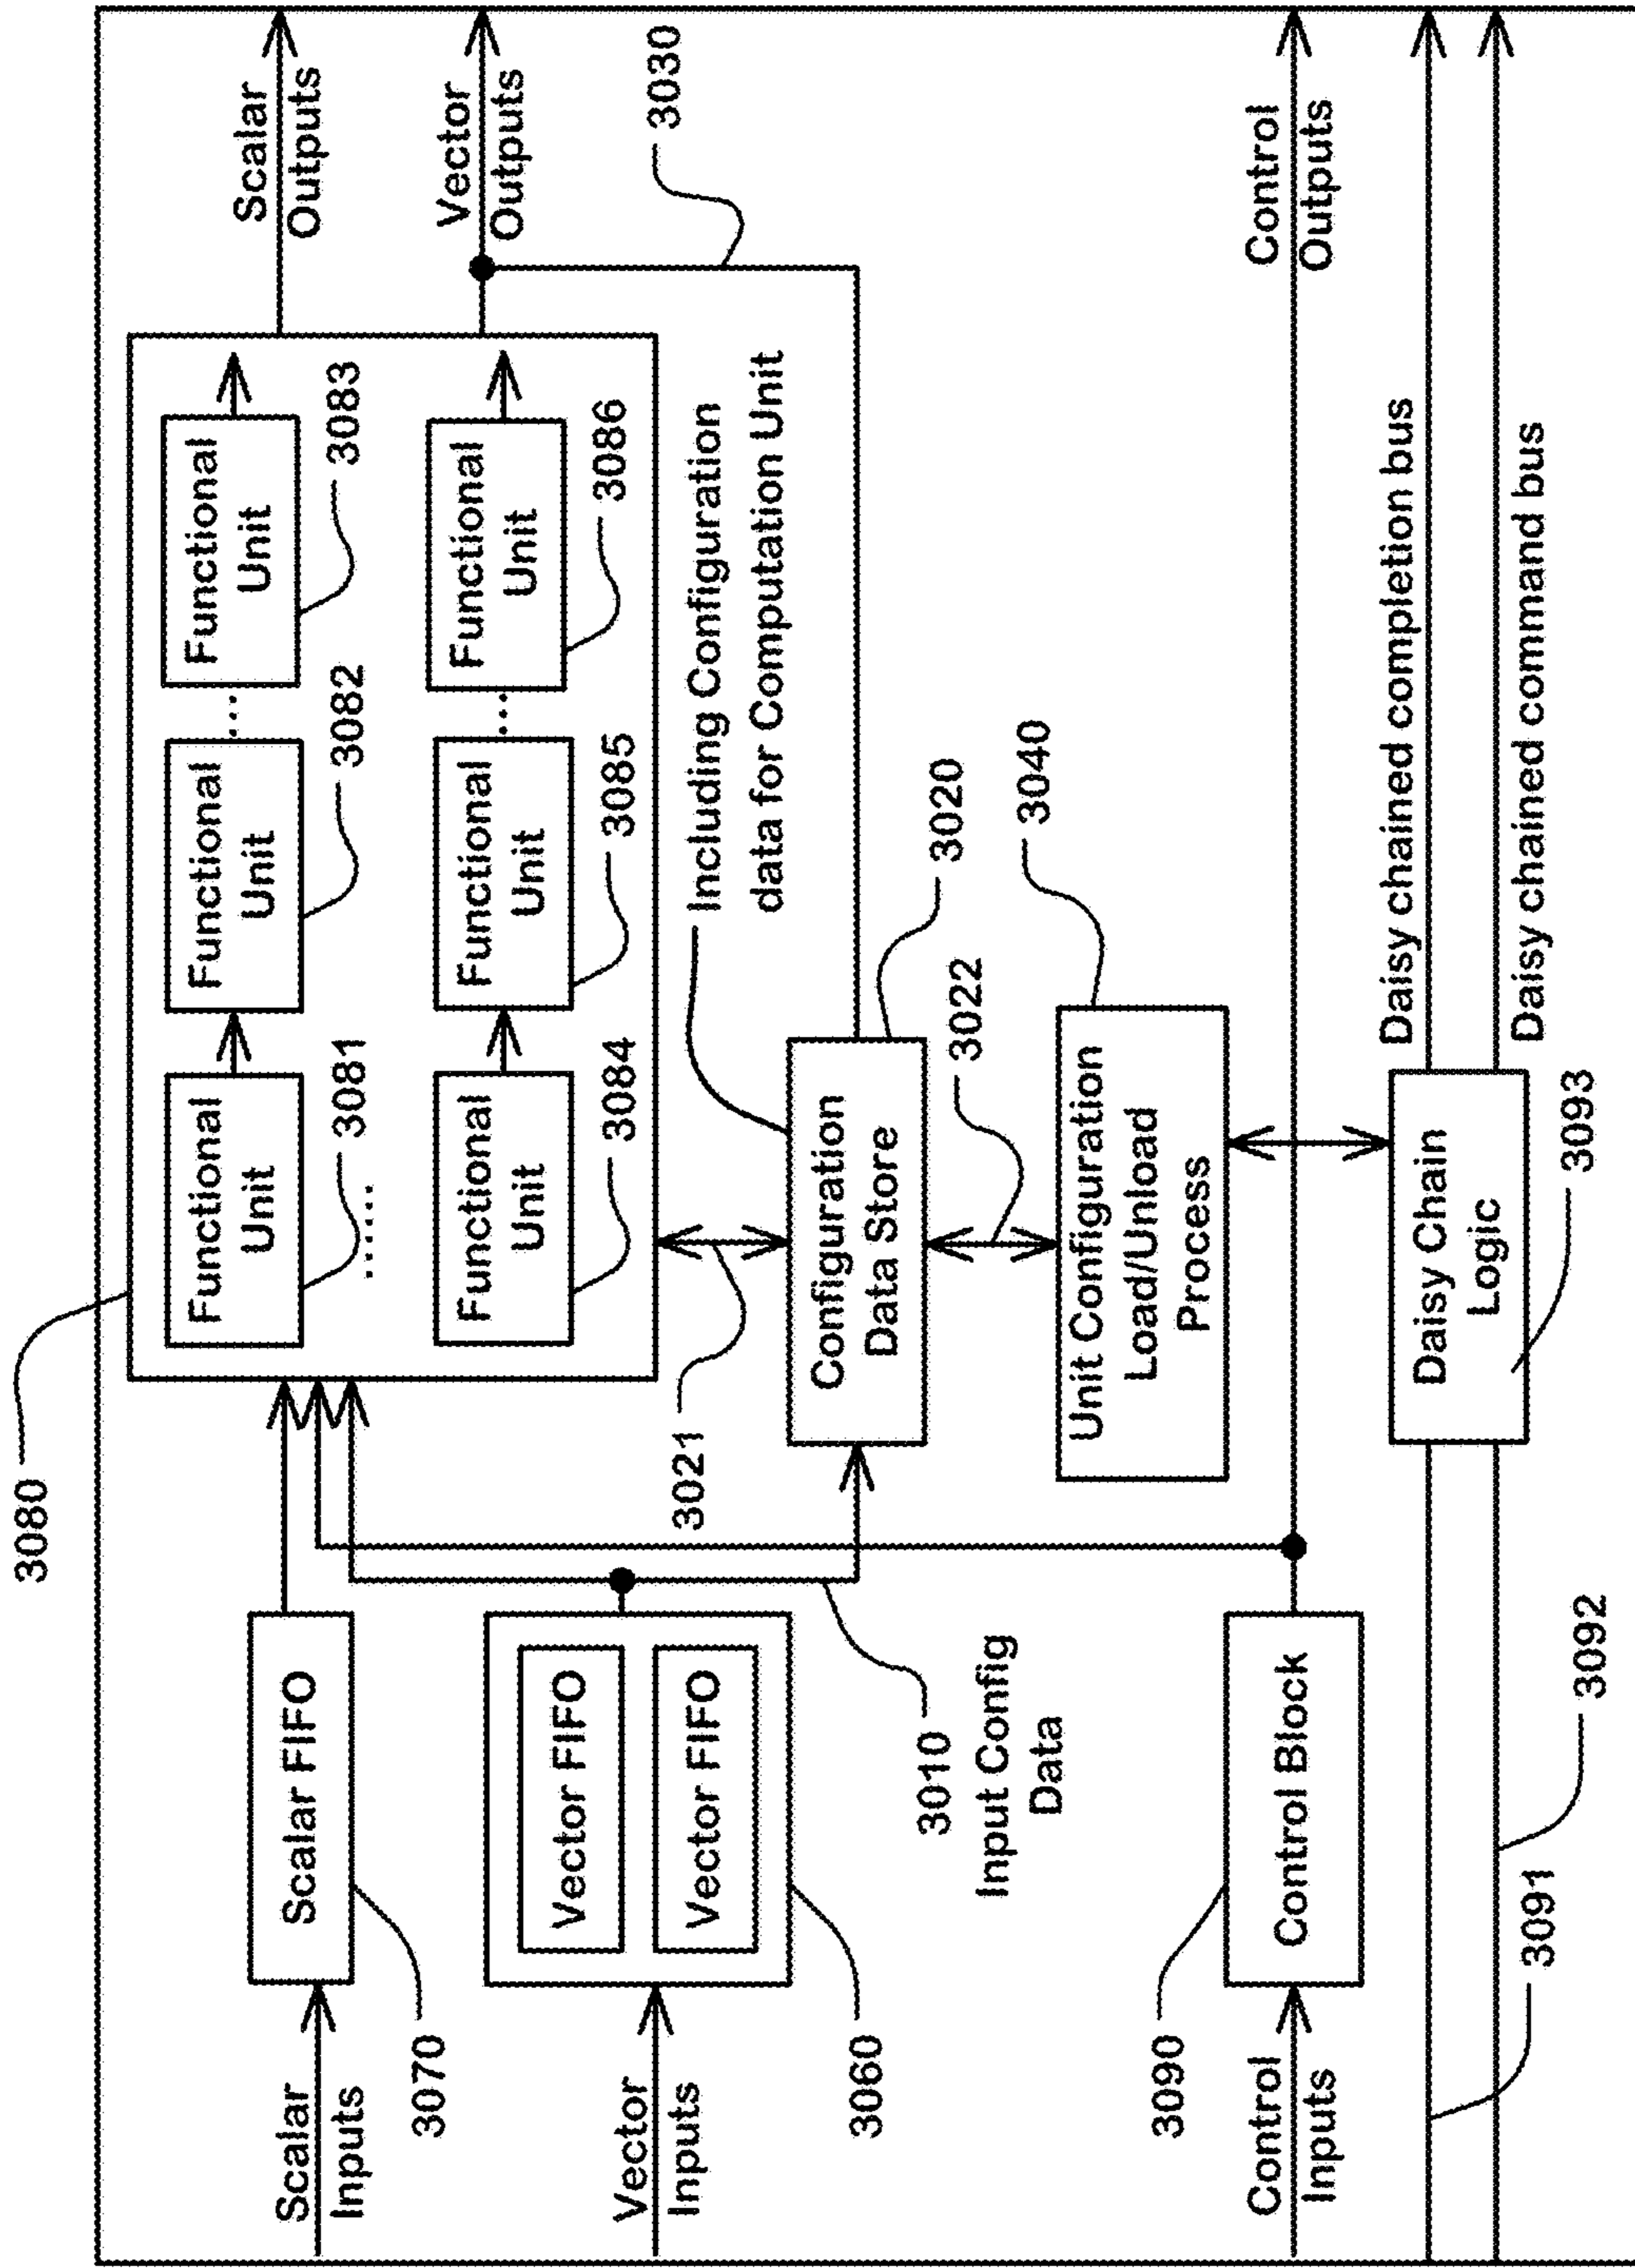 3080
Scalar
Inputs
Scalar FIFO
3070
Vector
Inputs
Vector FIFO
Vector FIFO
3060
3010
Input Config
Data
Control
Inputs
3090
Control Block
3091
3092
Functional
Unit
3081
Functional
Unit
3082
...
Functional
Unit
3083
......
Functional
Unit
3084
Functional
Unit
3085
...
Functional
Unit
3086
Scalar
Outputs
Vector
Outputs
3030
3021
Including Configuration
data for Computation Unit
Configuration
Data Store
3020
3022
Unit Configuration
Load/Unload
Process
3040
Control
Outputs
Daisy Chain
Logic
3093
Daisy chained completion bus
Daisy chained command bus